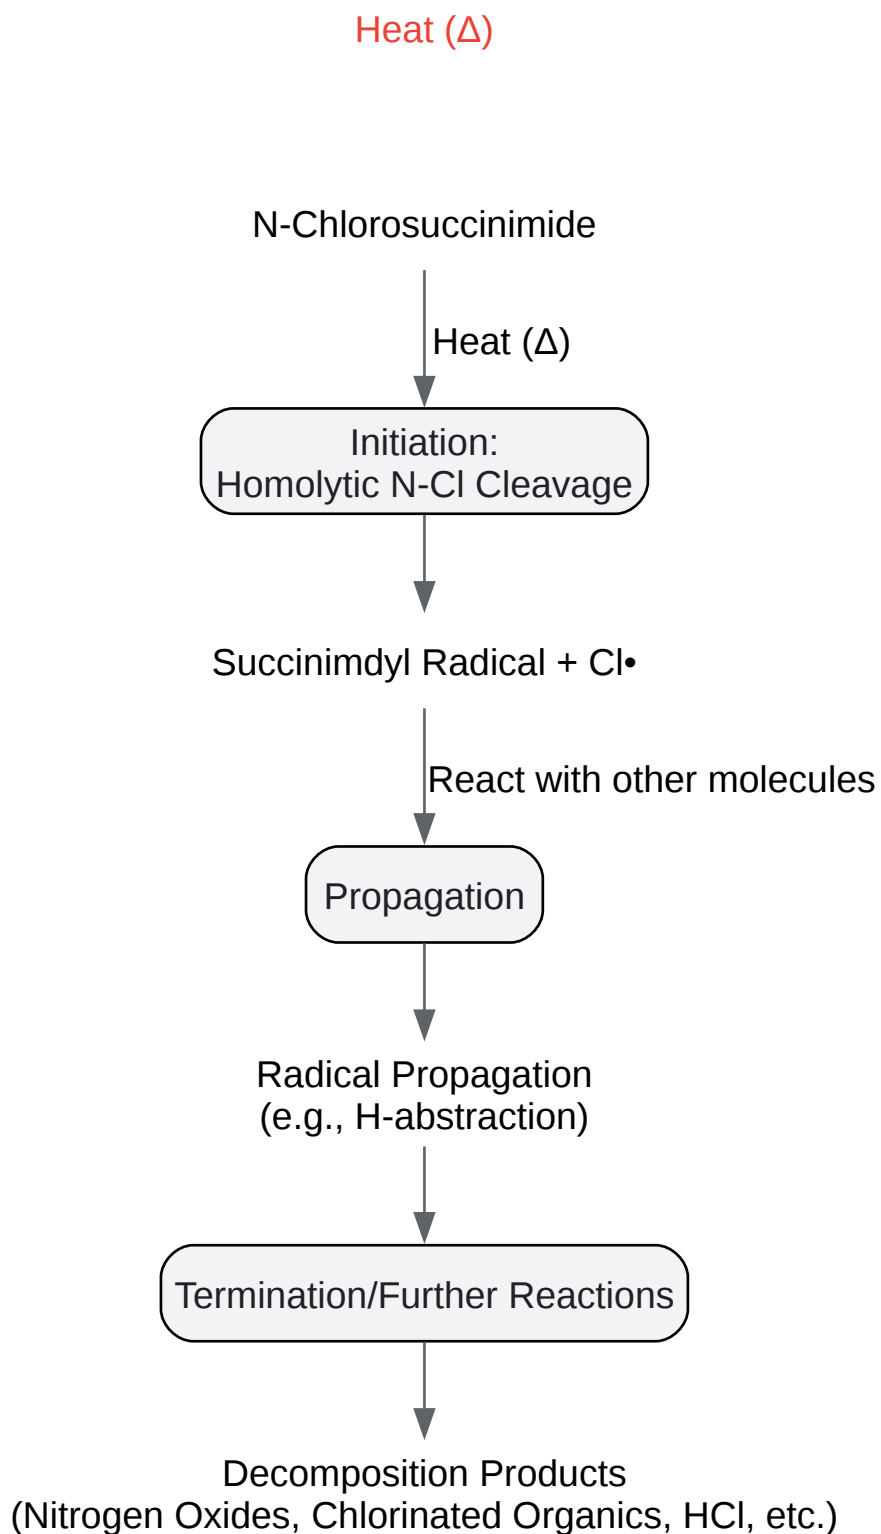 Heat (Δ)
N-Chlorosuccinimide
Heat (Δ)
Initiation:
Homolytic N-Cl Cleavage
Succinimdyl Radical + Cl•
React with other molecules
Propagation
Radical Propagation
(e.g., H-abstraction)
Termination/Further Reactions
Decomposition Products
(Nitrogen Oxides, Chlorinated Organics, HCl, etc.)